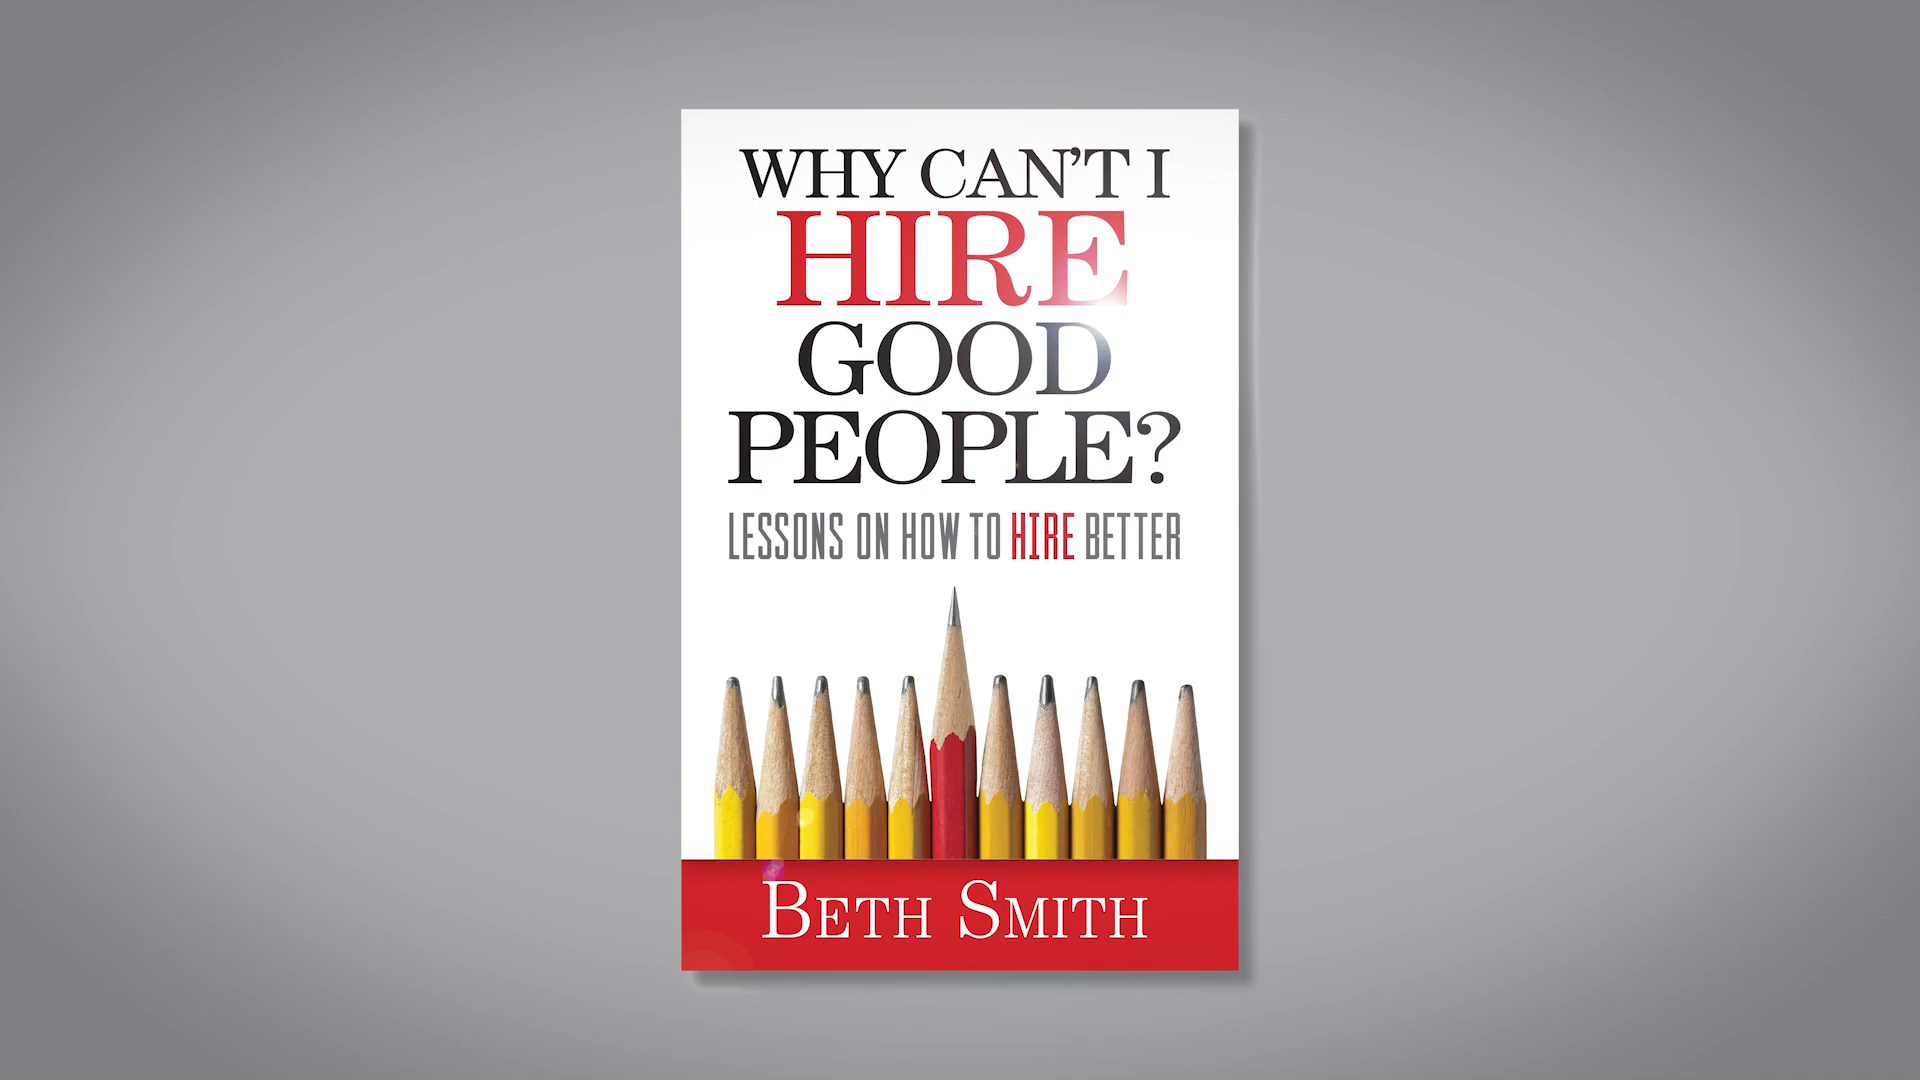 WHY CAN'T I
HIRE
GOOD
PEOPLE?
LESSONS ON HOW TO HIRE BETTER
BETH SMITH